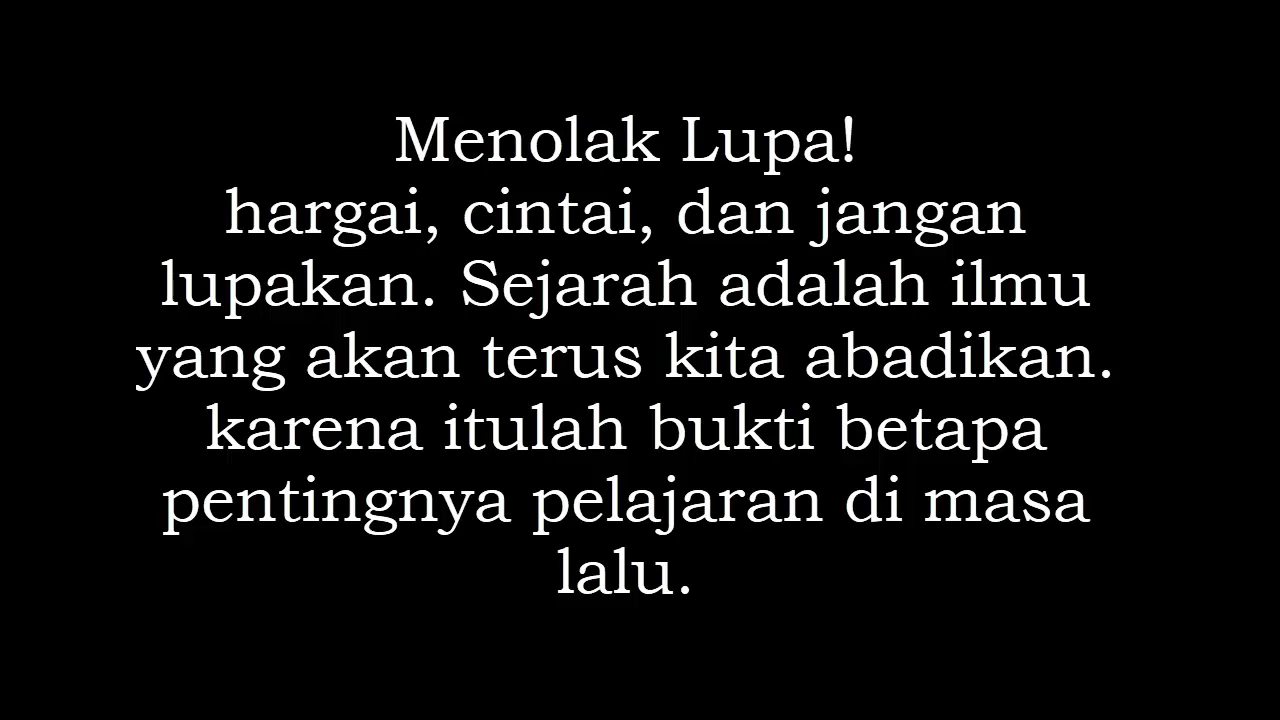 Menolak Lupa!
hargai, cintai, dan jangan
lupakan. Sejarah adalah ilmu
yang akan terus kita abadikan.
karena itulah bukti betapa
pentingnya pelajaran di masa
lalu.